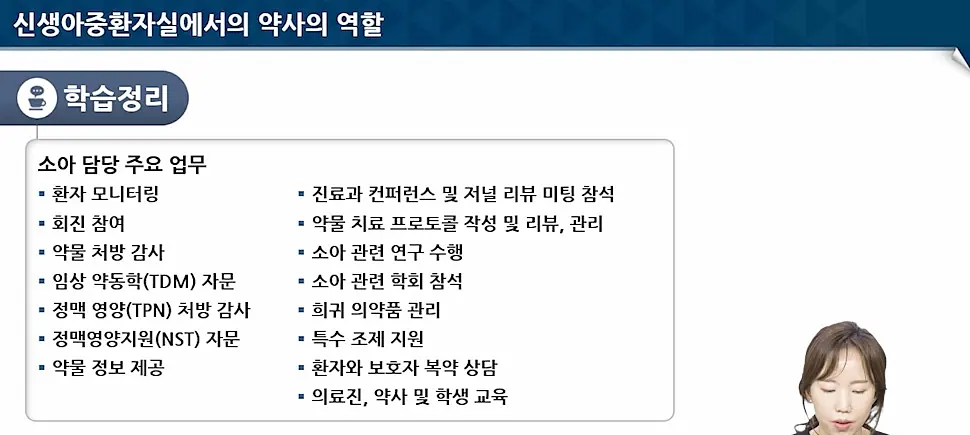 신생아중환자실에서의 약사의 역할
학습정리
소아 담당 주요 업무
▪ 환자 모니터링
▪ 회진 참여
▪ 약물 처방 감사
▪ 임상 약동학(TDM) 자문
▪ 정맥 영양(TPN) 처방 감사
▪ 정맥영양지원(NST) 자문
▪ 약물 정보 제공
▪ 진료과 컨퍼런스 및 저널 리뷰 미팅 참석
▪ 약물 치료 프로토콜 작성 및 리뷰, 관리
▪ 소아 관련 연구 수행
▪ 소아 관련 학회 참석
▪ 희귀 의약품 관리
▪ 특수 조제 지원
▪ 환자와 보호자 복약 상담
▪ 의료진, 약사 및 학생 교육